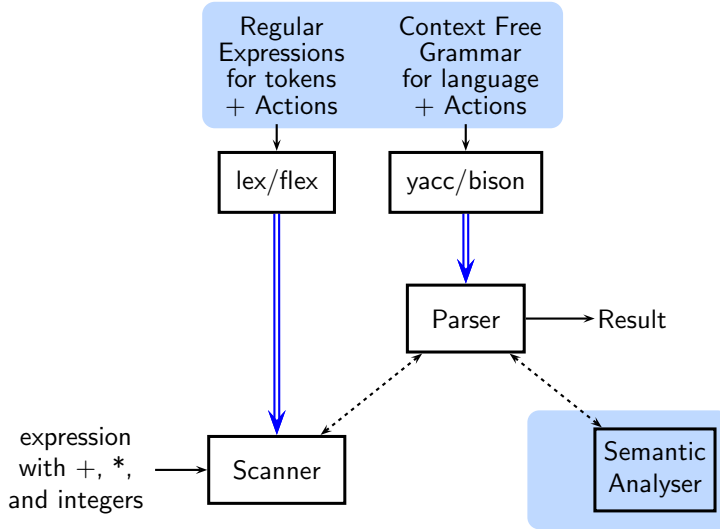 Regular
Expressions
for tokens
+ Actions
Context Free
Grammar
for language
+ Actions
lex/flex
yacc/bison
Parser
Result
expression
with +, *,
and integers
Scanner
Semantic
Analyser